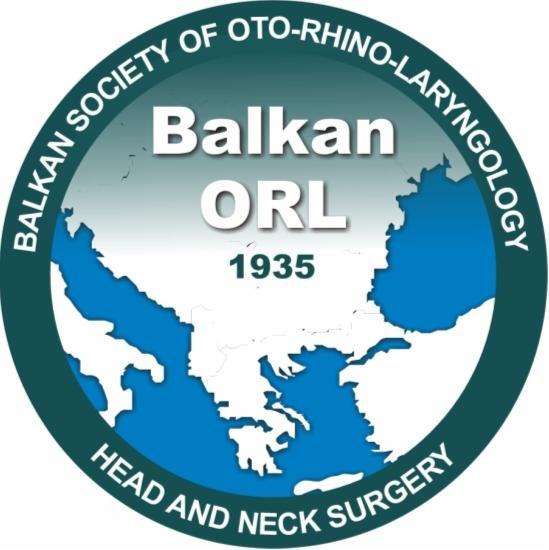 BALKAN SOCIETY OF OTO-RHINO-LARYNGOLOGY
Balkan
ORL
1935
HEAD AND NECK SURGERY